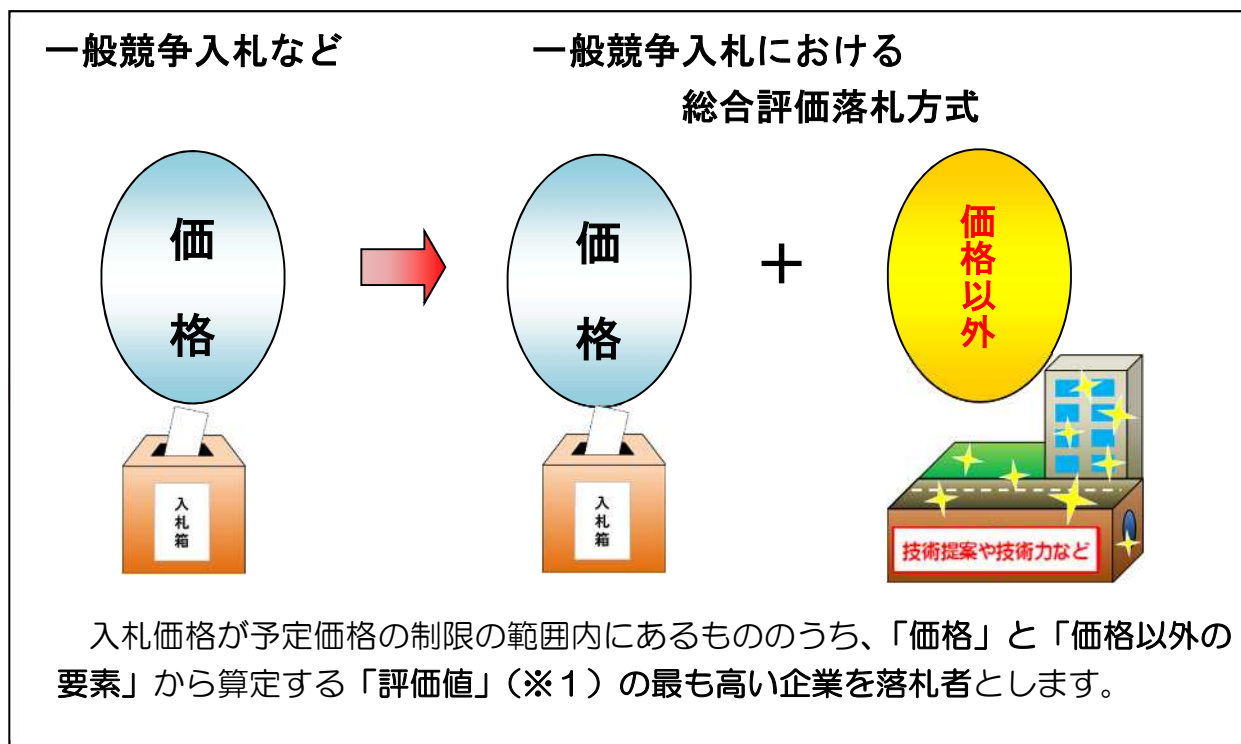 一般競争入札など
一般競争入札における
総合評価落札方式
価格
価格
＋
価格以外
入札箱
入札箱
技術提案や技術力など
入札価格が予定価格の制限の範囲内にあるもののうち、「価格」と「価格以外の
要素」から算定する「評価値」（※１）の最も高い企業を落札者とします。